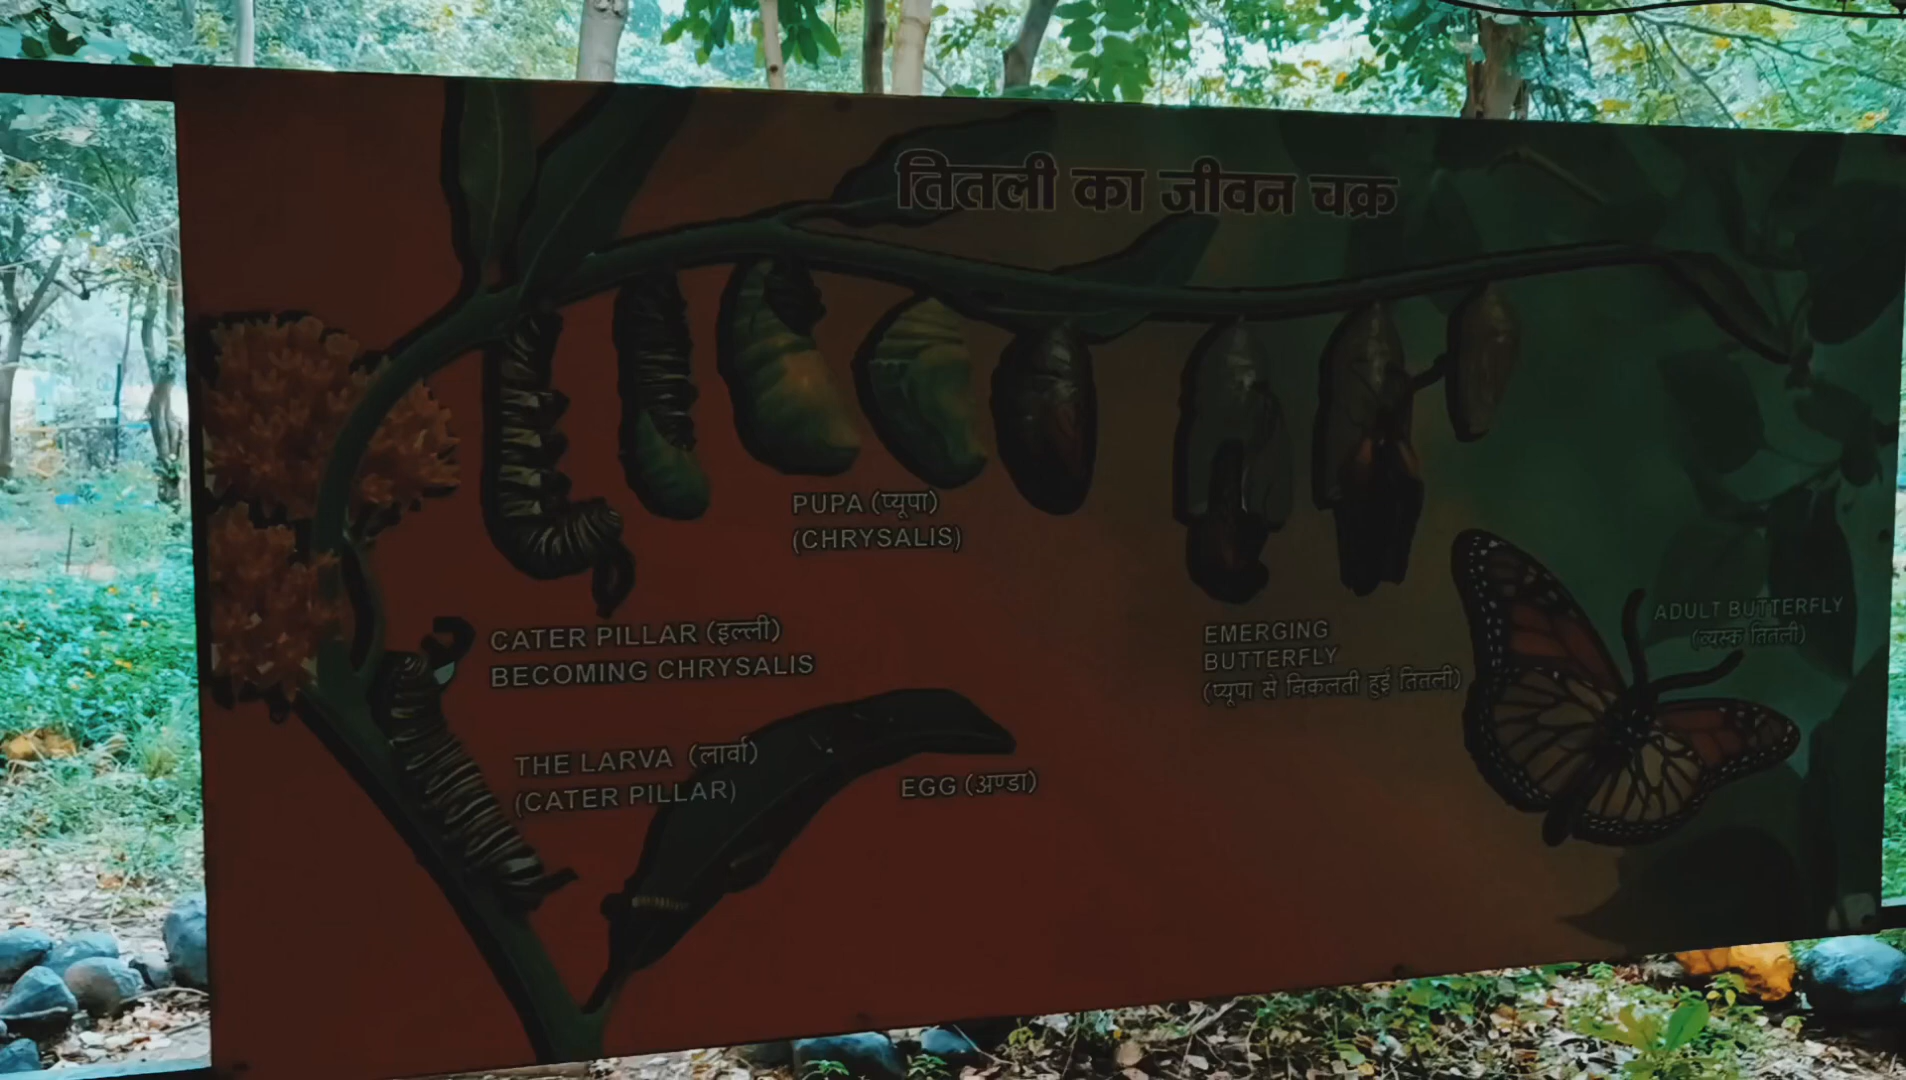 तितली का जीवन चक्र
PUPA (प्यूपा)
(CHRYSALIS)
CATER PILLAR (इल्ली)
BECOMING CHRYSALIS
THE LARVA (लार्वा)
(CATER PILLAR)
EGG (अण्डा)
EMERGING
BUTTERFLY
(प्यूपा से निकलती हुई तितली)
ADULT BUTTERFLY
(व्यस्क तितली)